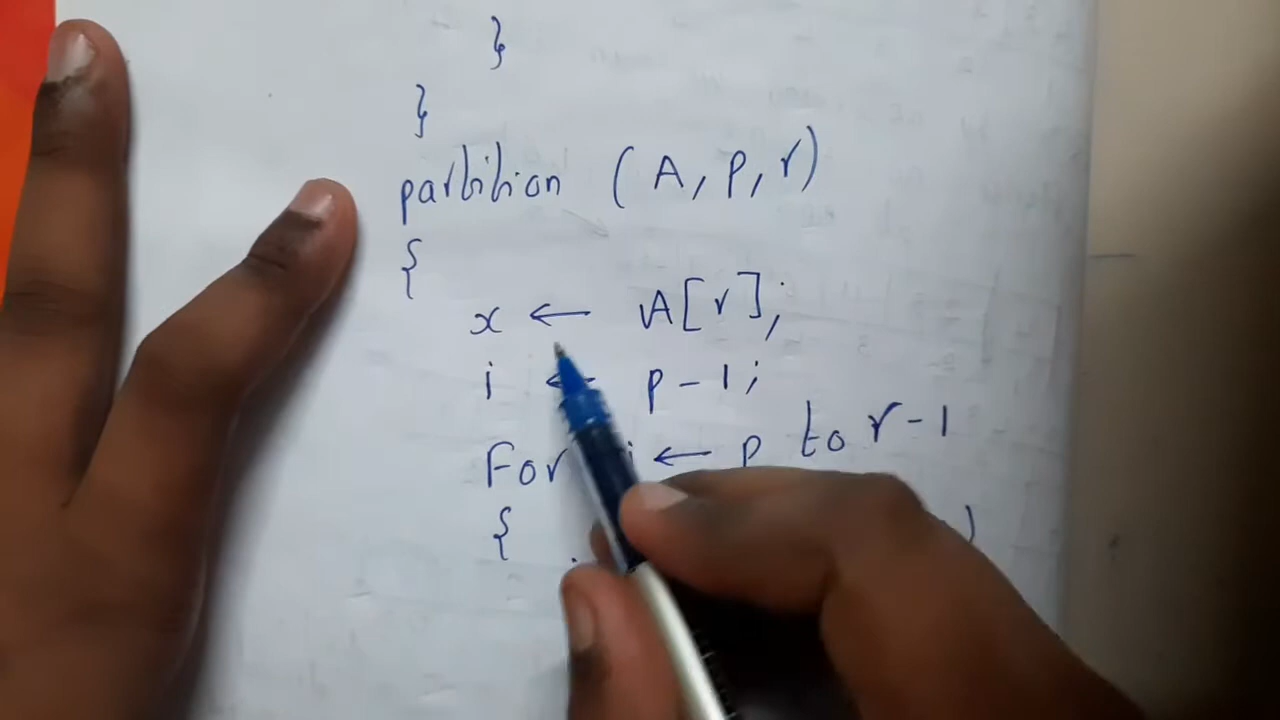 }
}
partition (A, p, r)
{
x ← A[r];
i ← p-1;
For j ← p to r-1
{ )